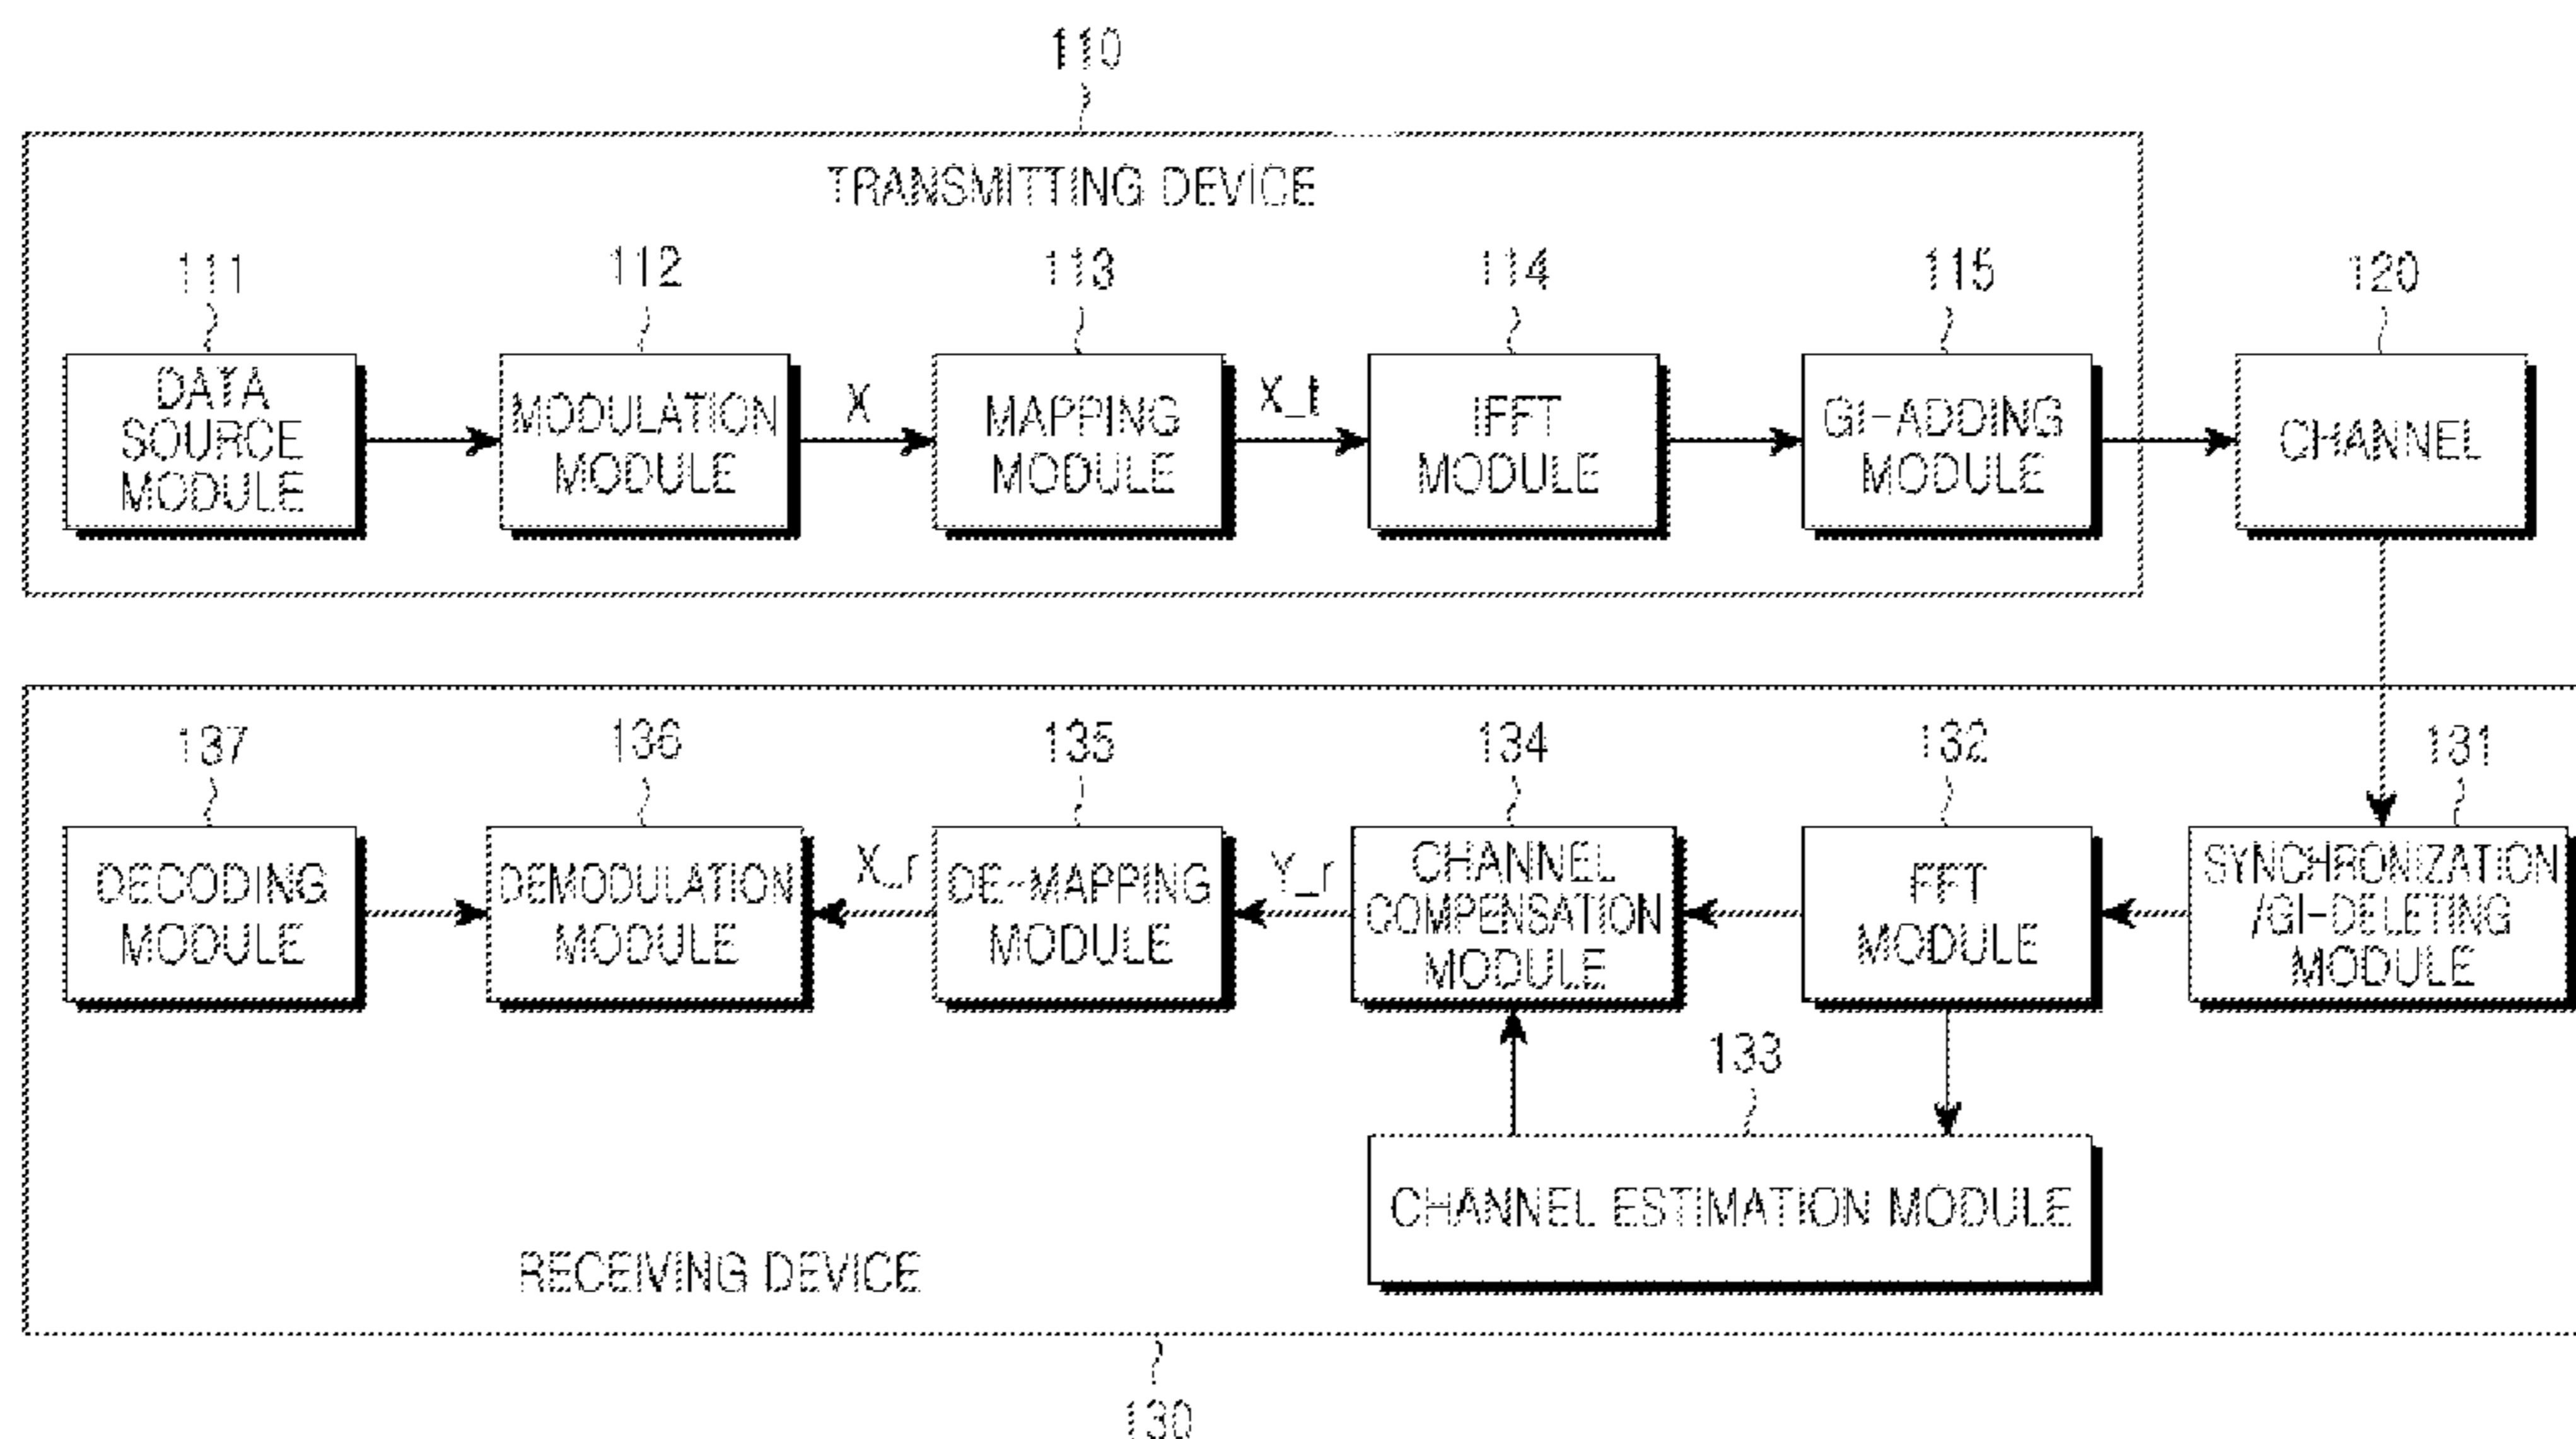 110
TRANSMITTING DEVICE
111
112
113
114
115
120
DATA
SOURCE
MODULE
MODULATION
MODULE
X
MAPPING
MODULE
X_t
IFFT
MODULE
GI-ADDING
MODULE
CHANNEL
137
136
135
134
132
131
DECODING
MODULE
DEMODULATION
MODULE
X_r
DE-MAPPING
MODULE
Y_r
CHANNEL
COMPENSATION
MODULE
FFT
MODULE
SYNCHRONIZATION
/GI-DELETING
MODULE
133
CHANNEL ESTIMATION MODULE
RECEIVING DEVICE
130